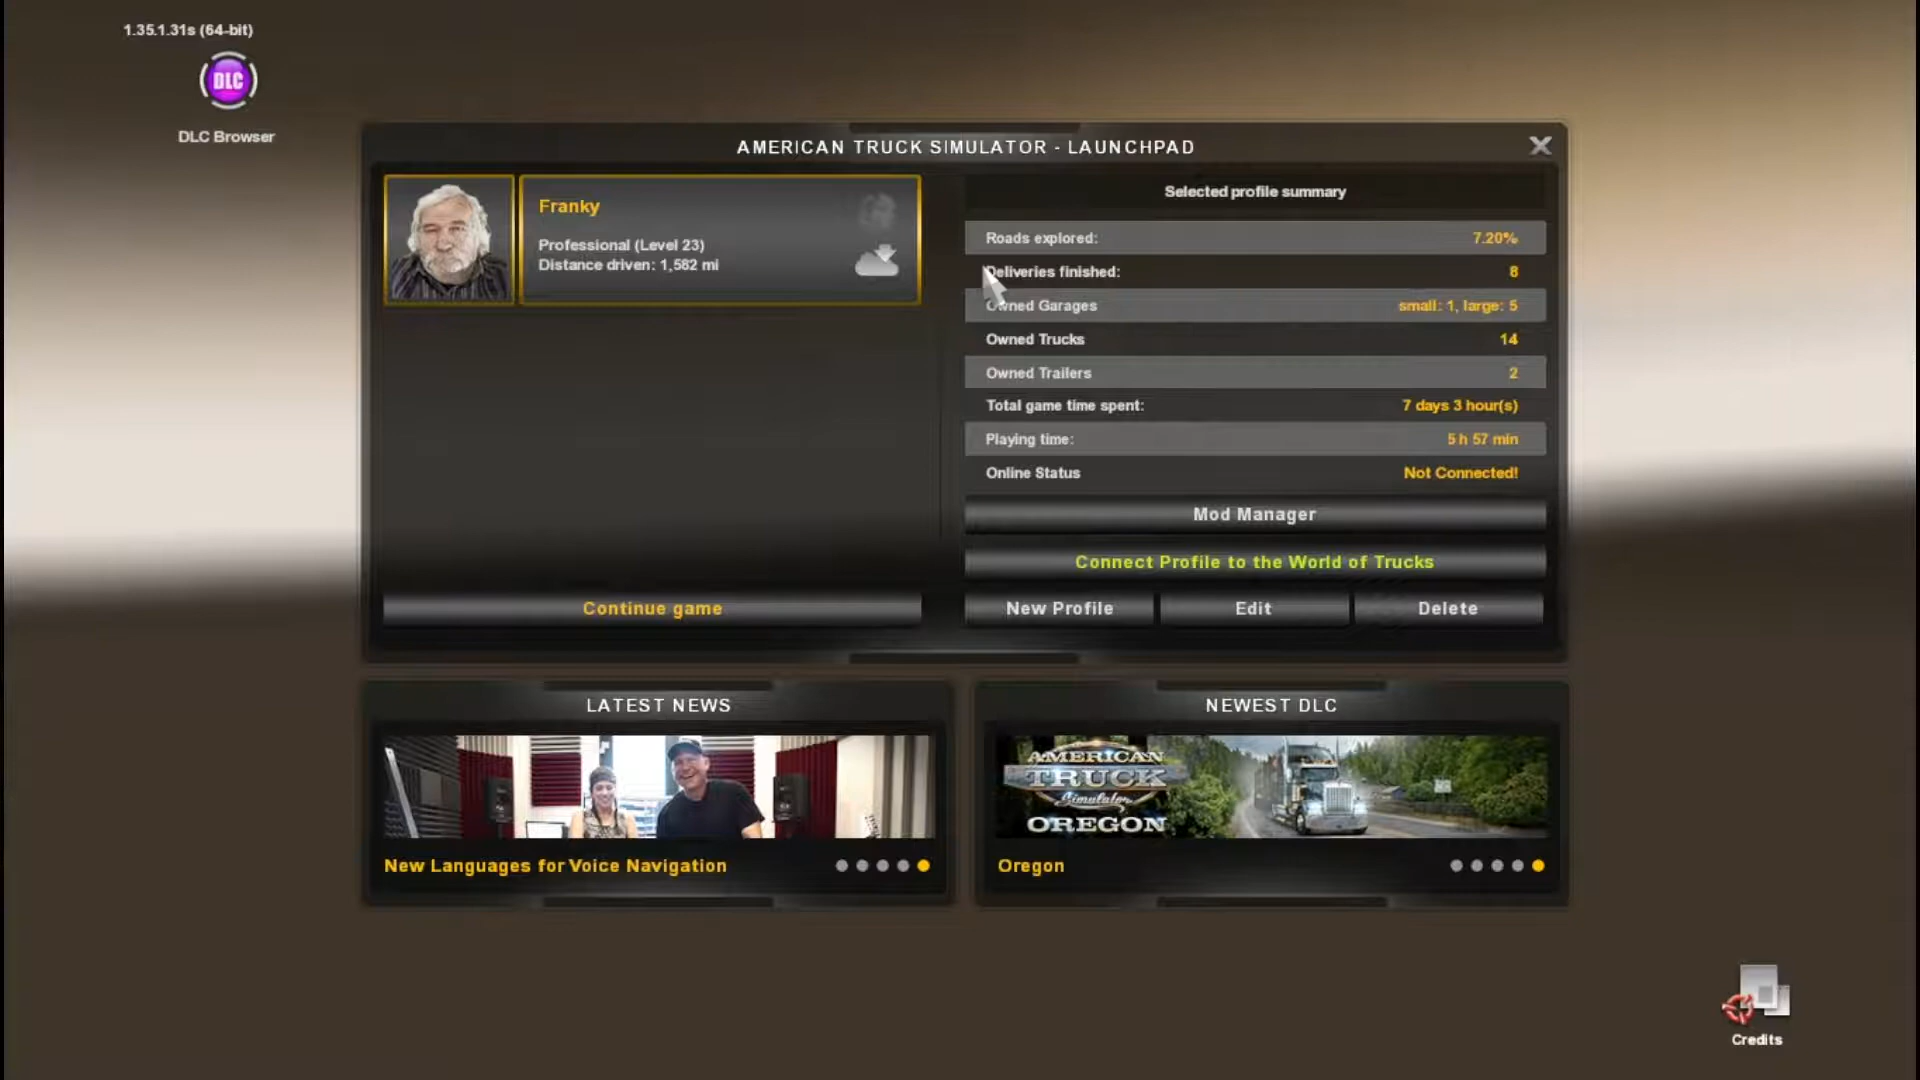 1.35.1.31s (64-bit)
DLC
DLC Browser
AMERICAN TRUCK SIMULATOR - LAUNCHPAD
Franky
Professional (Level 23)
Distance driven: 1,582 mi
Selected profile summary
Roads explored: 7.20%
Deliveries finished: 8
Owned Garages small: 1, large: 5
Owned Trucks 14
Owned Trailers 2
Total game time spent: 7 days 3 hour(s)
Playing time: 5 h 57 min
Online Status Not Connected!
Mod Manager
Connect Profile to the World of Trucks
Continue game
New Profile Edit Delete
LATEST NEWS
New Languages for Voice Navigation
NEWEST DLC
AMERICAN
TRUCK
Simulator
OREGON
Oregon
Credits